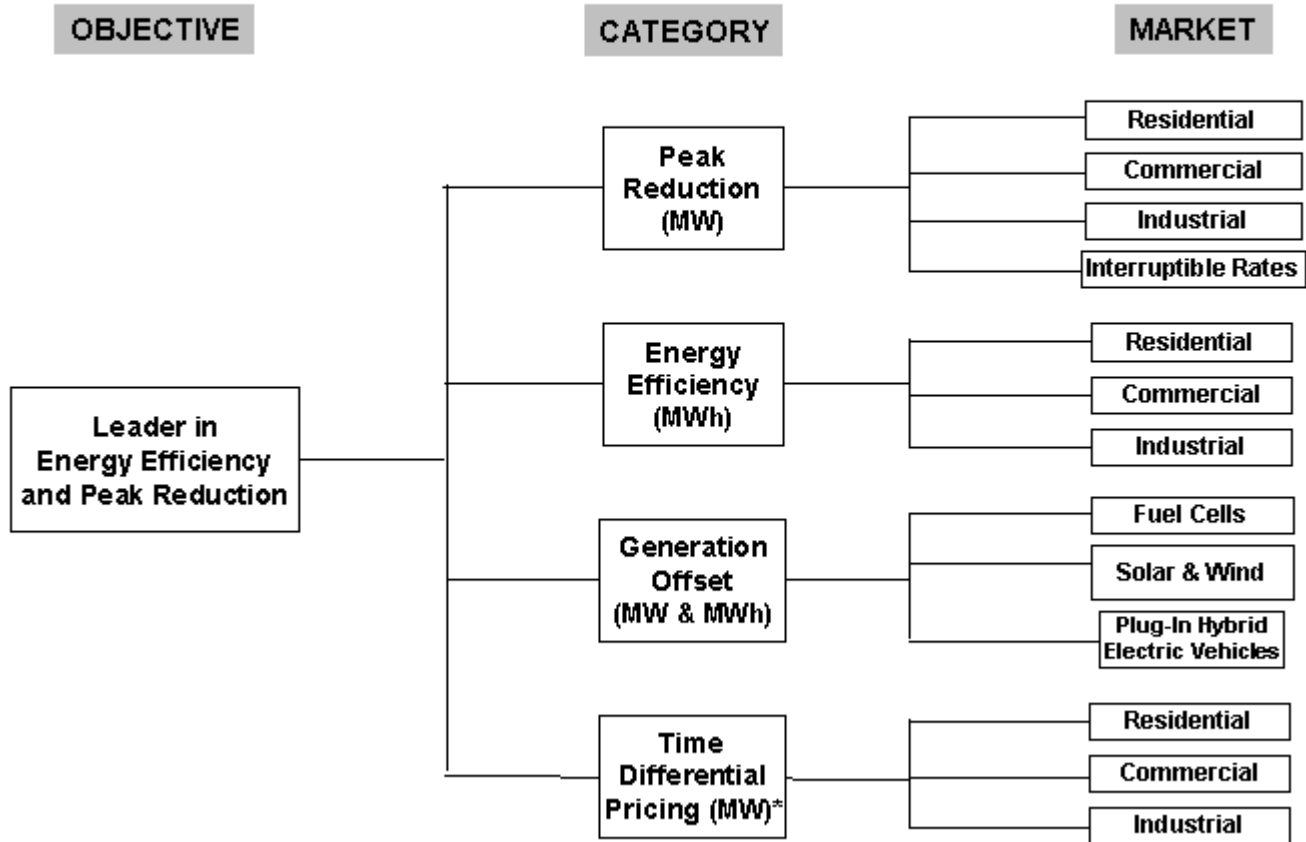 OBJECTIVE
CATEGORY
MARKET
Leader in
Energy Efficiency
and Peak Reduction
Peak
Reduction
(MW)
Residential
Commercial
Industrial
Interruptible Rates
Energy
Efficiency
(MWh)
Residential
Commercial
Industrial
Generation
Offset
(MW & MWh)
Fuel Cells
Solar & Wind
Plug-In Hybrid
Electric Vehicles
Time
Differential
Pricing (MW)*
Residential
Commercial
Industrial